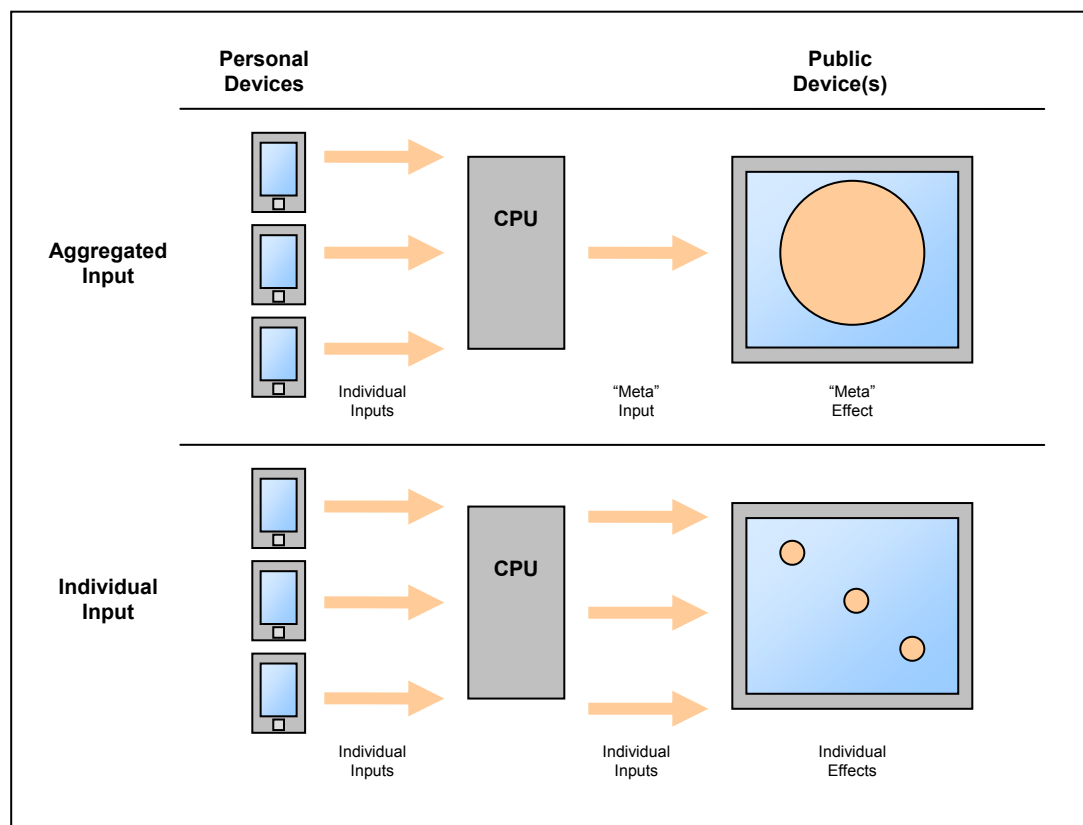 Personal
Devices
Public
Device(s)
Aggregated
Input
CPU
Individual
Inputs
“Meta”
Input
“Meta”
Effect
Individual
Input
CPU
Individual
Inputs
Individual
Inputs
Individual
Effects